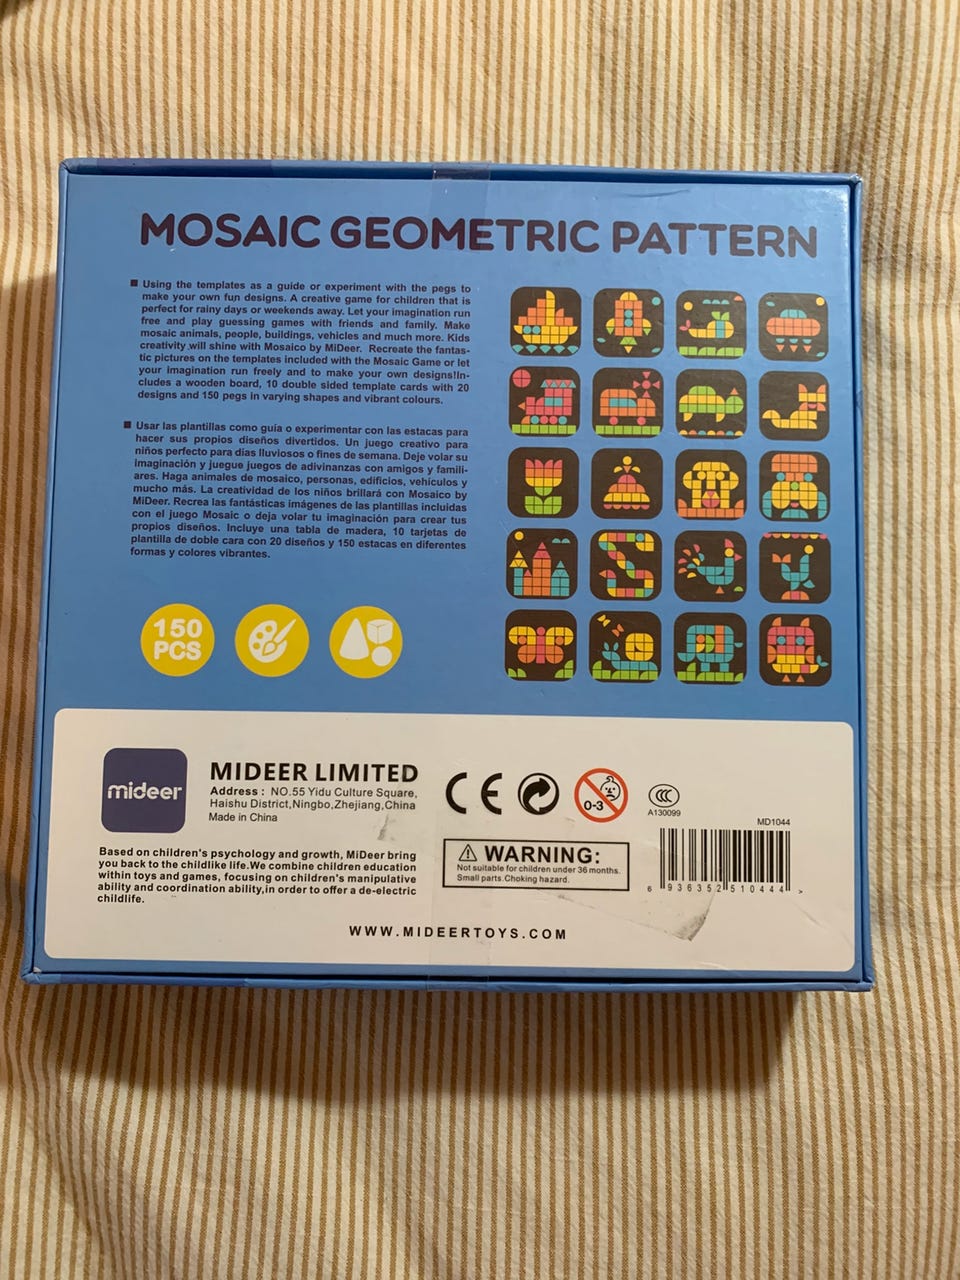 MOSAIC GEOMETRIC PATTERN
Using the templates as a guide or experiment with the pegs to
make your own fun designs. A creative game for children that is
perfect for rainy days or weekends away. Let your imagination run
free and play guessing games with friends and family. Make
mosaic animals, people, buildings, vehicles and much more. Kids
creativity will shine with Mosaico by MiDeer. Recreate the fantas-
tic pictures on the templates included with the Mosaic Game or let
your imagination run freely and to make your own designs!In-
cludes a wooden board, 10 double sided template cards with 20
designs and 150 pegs in varying shapes and vibrant colours.
Usar las plantillas como guía o experimentar con las estacas para
hacer sus propios diseños divertidos. Un juego creativo para
niños perfecto para días lluviosos o fines de semana. Deje volar su
imaginación y juegue juegos de adivinanzas con amigos y famili-
ares. Haga animales de mosaico, personas, edificios, vehículos y
mucho más. La creatividad de los niños brillará con Mosaico by
MiDeer. Recrea las fantásticas imágenes de las plantillas incluidas
con el juego Mosaic o deja volar tu imaginación para crear tus
propios diseños. Incluye una tabla de madera, 10 tarjetas de
plantilla de doble cara con 20 diseños y 150 estacas en diferentes
formas y colores vibrantes.
150
PCS
mideer
MIDEER LIMITED
Address: NO.55 Yidu Culture Square,
Haishu District,Ningbo,Zhejiang,China
Made in China
Based on children's psychology and growth, MiDeer bring
you back to the childlike life.We combine children education
within toys and games, focusing on children's manipulative
ability and coordination ability,in order to offer a de-electric
childlife.
CE
0-3
CCC
A130099
WARNING:
Not suitable for children under 36 months.
Small parts.Choking hazard.
MD1044
6 936352 510444 >
WWW.MIDEERTOYS.COM